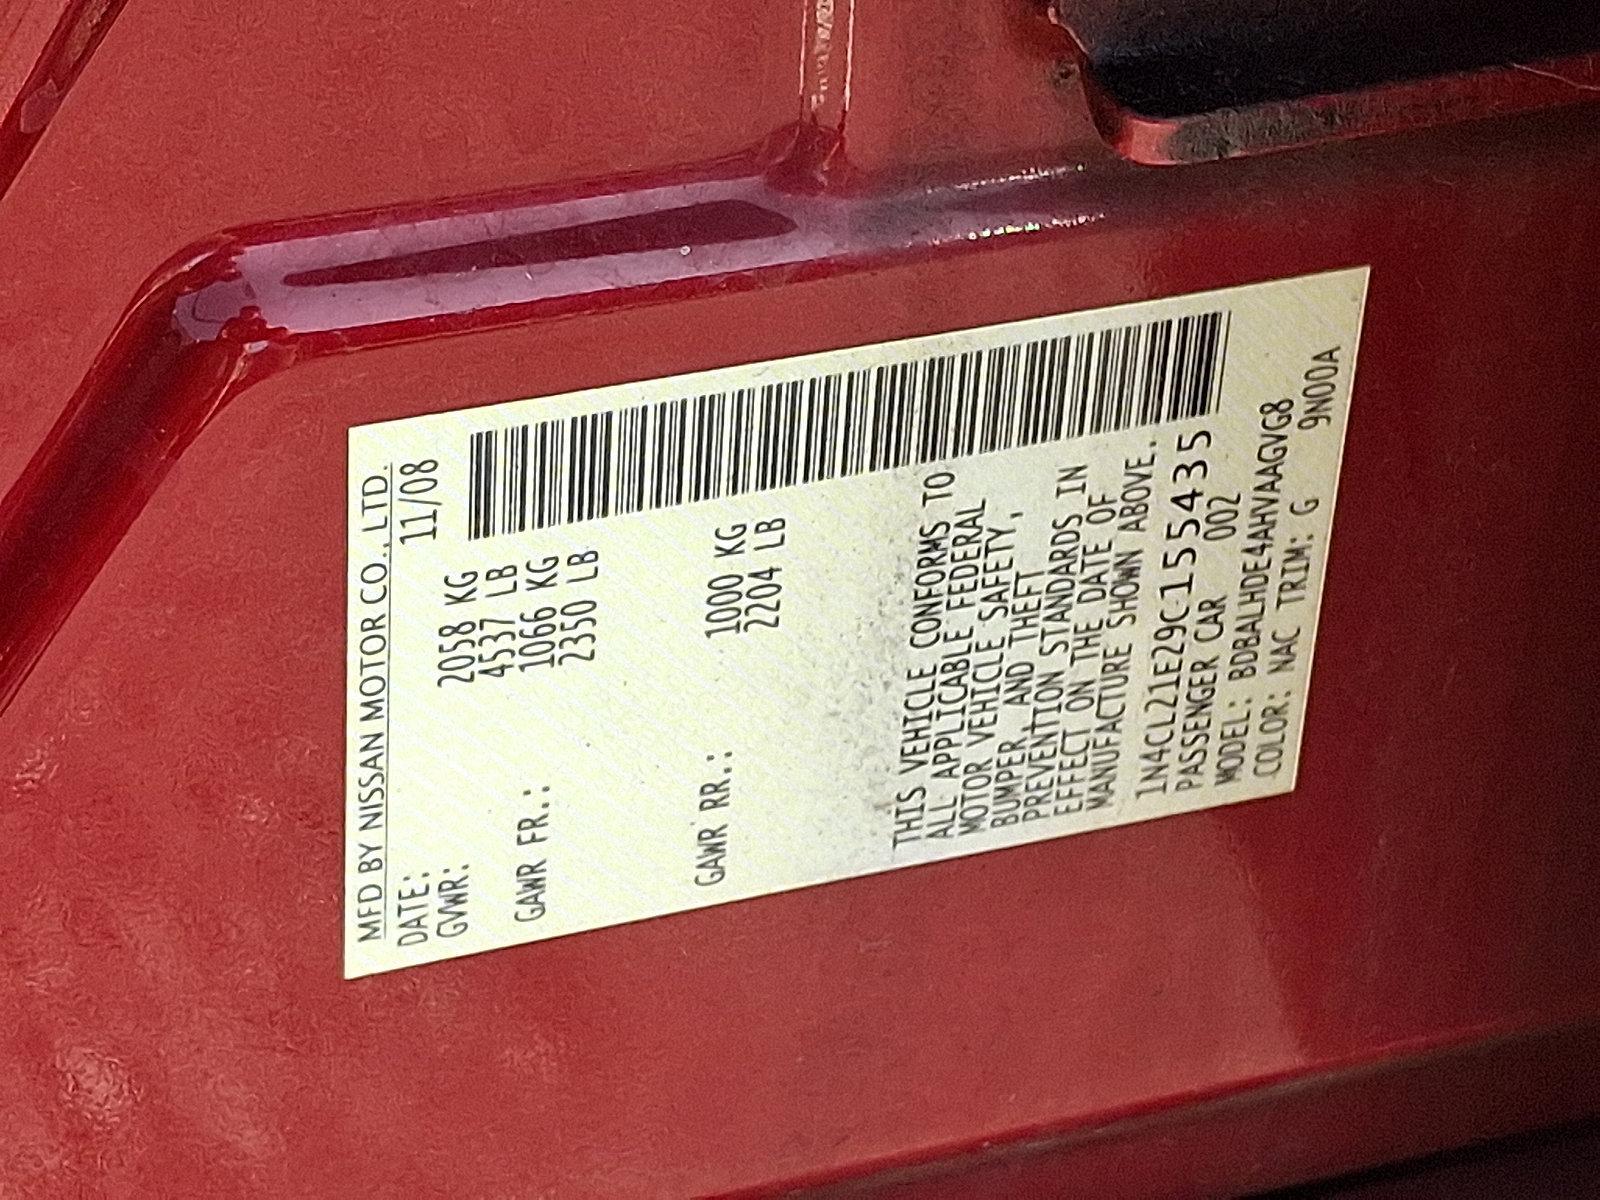 MFD BY NISSAN MOTOR CO., LTD.
DATE: 11/08
GVWR: 2058 KG
4537 LB
GAWR FR.: 1066 KG
2350 LB
GAWR RR.: 1000 KG
2204 LB
THIS VEHICLE CONFORMS TO
ALL APPLICABLE FEDERAL
MOTOR VEHICLE SAFETY,
BUMPER, AND THEFT
PREVENTION STANDARDS IN
EFFECT ON THE DATE OF
MANUFACTURE SHOWN ABOVE.
1N4CL21E29C155435
PASSENGER CAR 002
MODEL: BDBALHDE4AHVAAGVG8
COLOR: NAC TRIM: G 9N00A